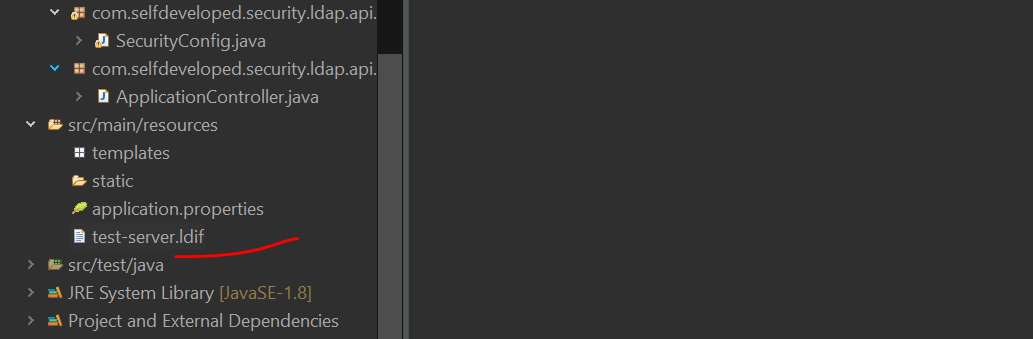 com.selfdeveloped.security.ldap.api.
SecurityConfig.java
com.selfdeveloped.security.ldap.api.
ApplicationController.java
src/main/resources
templates
static
application.properties
test-server.ldif
src/test/java
JRE System Library [JavaSE-1.8]
Project and External Dependencies